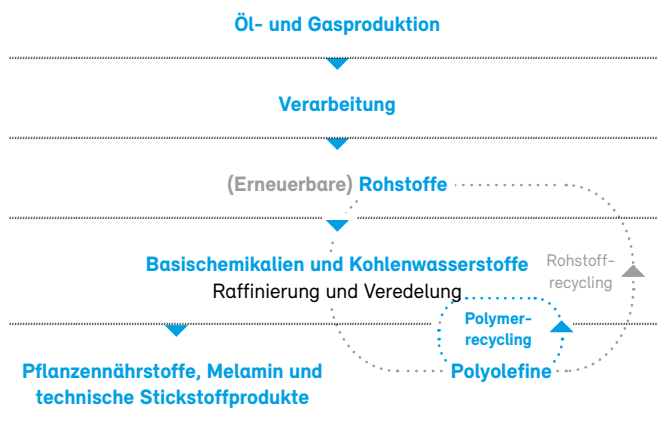 Öl- und Gasproduktion
Verarbeitung
(Erneuerbare) Rohstoffe
Basischemikalien und Kohlenwasserstoffe
Raffinierung und Veredelung
Rohstoff-
recycling
Polymer-
recycling
Pflanzennährstoffe, Melamin und
technische Stickstoffprodukte
Polyolefine